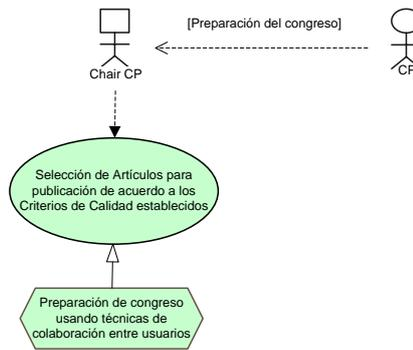 [Preparación del congreso]
Chair CP
CP
Selección de Artículos para
publicación de acuerdo a los
Criterios de Calidad establecidos
Preparación de congreso
usando técnicas de
colaboración entre usuarios